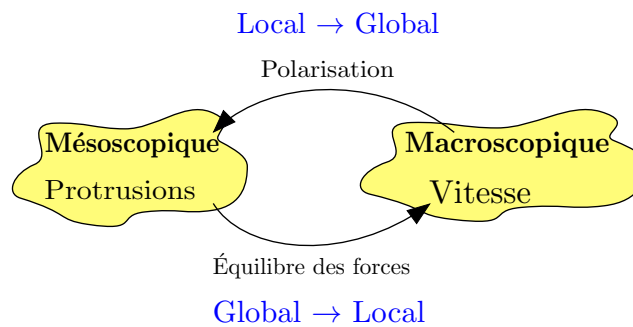 Local → Global
Polarisation
Mésoscopique
Protrusions
Macroscopique
Vitesse
Équilibre des forces
Global → Local